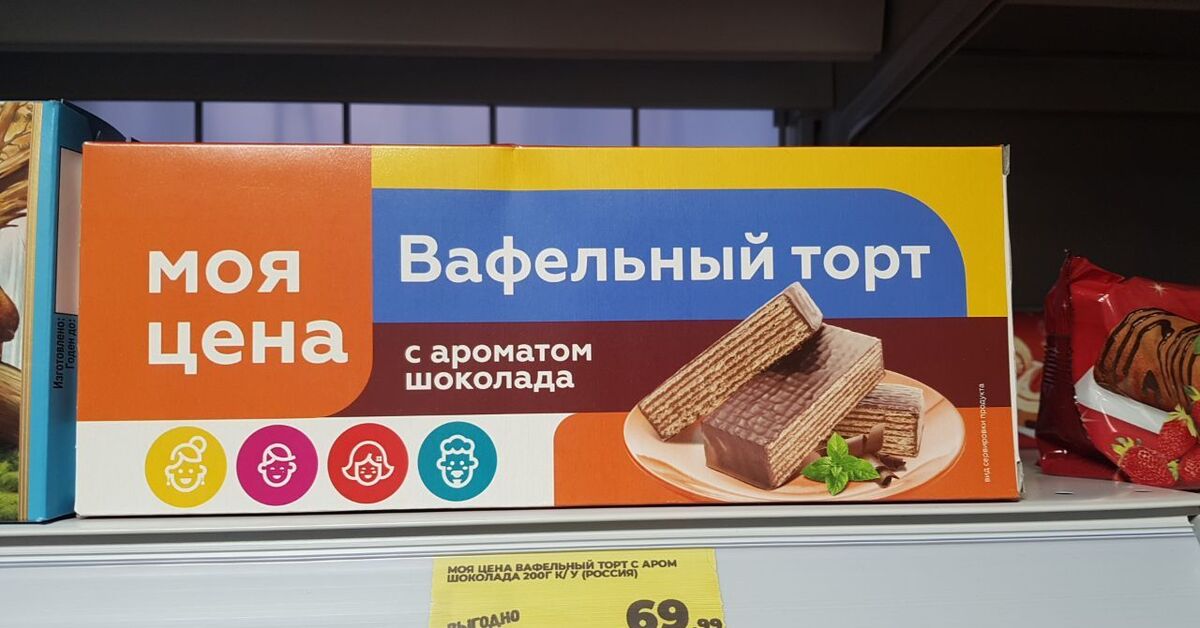 моя
цена
Вафельный торт
с ароматом
шоколада
Изготовлено:
Годен до:
вид сервировки продукта
МОЯ ЦЕНА ВАФЕЛЬНЫЙ ТОРТ С АРОМ
ШОКОЛАДА 200Г К/У (РОССИЯ)
ВЫГОДНО
69.99